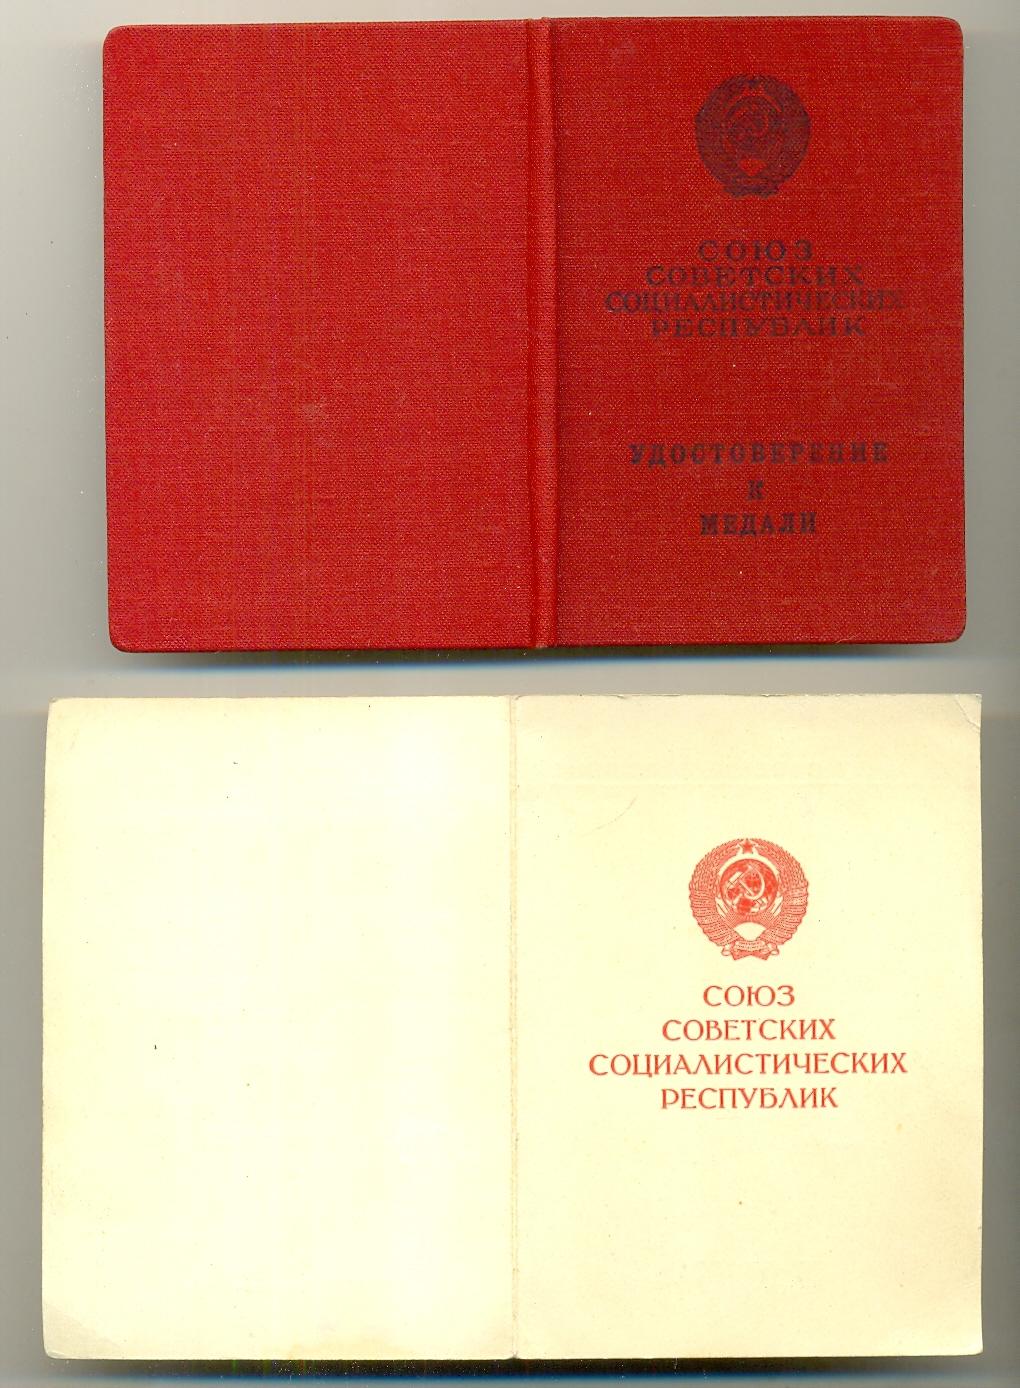 СОЮЗ
СОВЕТСКИХ
СОЦИАЛИСТИЧЕСКИХ
РЕСПУБЛИК
УДОСТОВЕРЕНИЕ
К
МЕДАЛИ
СОЮЗ
СОВЕТСКИХ
СОЦИАЛИСТИЧЕСКИХ
РЕСПУБЛИК